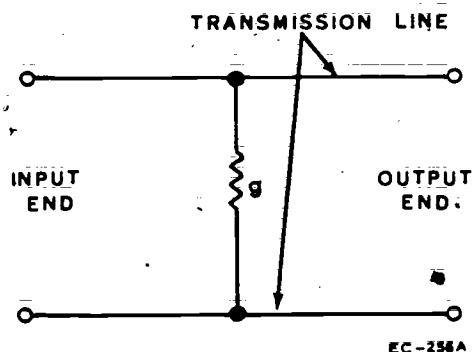 TRANSMISSION LINE
INPUT
END
g
OUTPUT
END
EC-256A